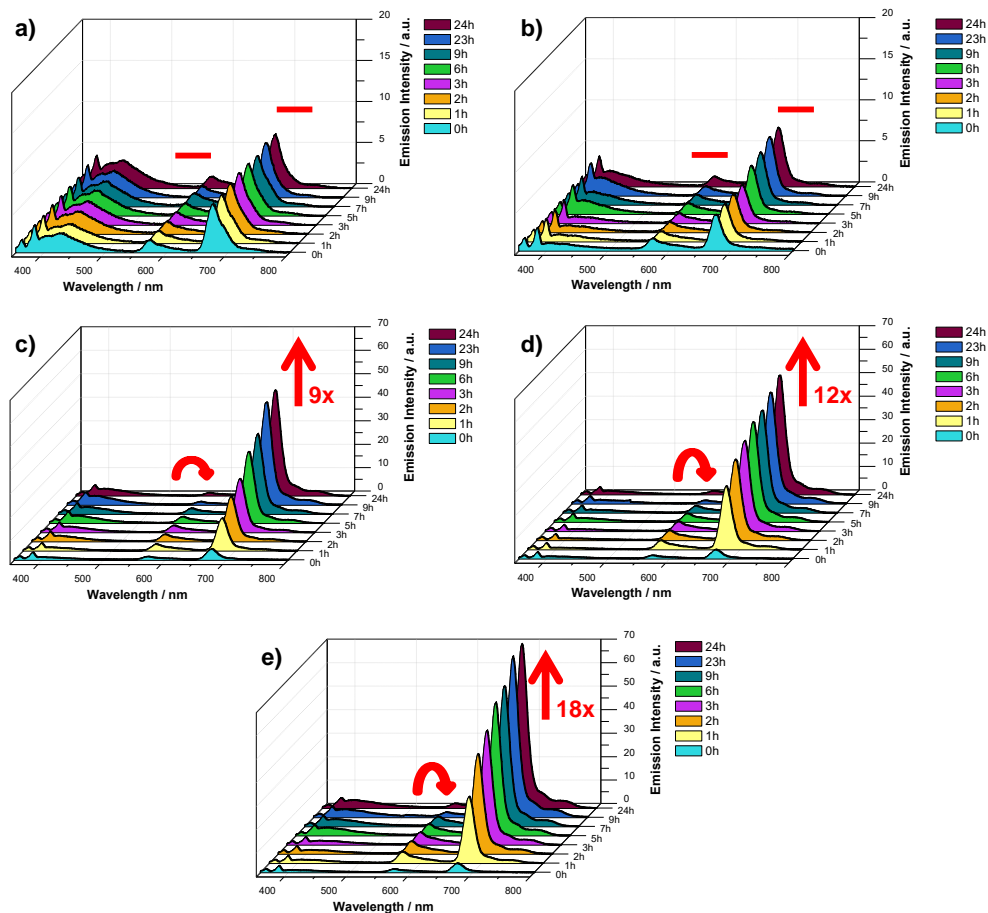 a)
20
15
10
5
0
Emission Intensity / a.u.
24h
23h
9h
6h
3h
2h
1h
0h
24h
9h
7h
5h
3h
2h
1h
0h
400 500 600 700 800
Wavelength / nm
b)
20
15
10
5
0
Emission Intensity / a.u.
24h
23h
9h
6h
3h
2h
1h
0h
24h
9h
7h
5h
3h
2h
1h
0h
400 500 600 700 800
Wavelength / nm
c)
9x
70
60
50
40
30
20
10
0
Emission Intensity / a.u.
24h
23h
9h
6h
3h
2h
1h
0h
24h
9h
7h
5h
3h
2h
1h
0h
400 500 600 700 800
Wavelength / nm
d)
12x
70
60
50
40
30
20
10
0
Emission Intensity / a.u.
24h
23h
9h
6h
3h
2h
1h
0h
24h
9h
7h
5h
3h
2h
1h
0h
400 500 600 700 800
Wavelength / nm
e)
18x
70
60
50
40
30
20
10
0
Emission Intensity / a.u.
24h
23h
9h
6h
3h
2h
1h
0h
24h
9h
7h
5h
3h
2h
1h
0h
400 500 600 700 800
Wavelength / nm